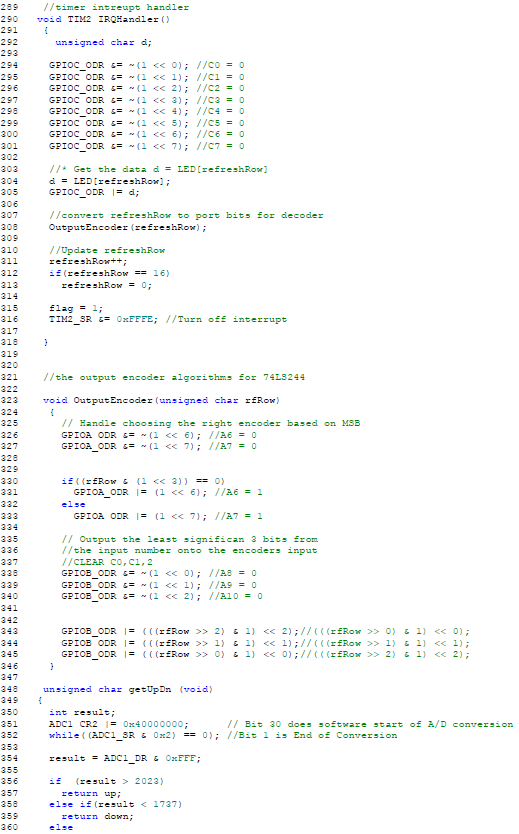 289 //timer intreupt handler
290 void TIM2_IRQHandler()
291 {
292 unsigned char d;
293
294 GPIOC_ODR &= ~(1 << 0); //C0 = 0
295 GPIOC_ODR &= ~(1 << 1); //C1 = 0
296 GPIOC_ODR &= ~(1 << 2); //C2 = 0
297 GPIOC_ODR &= ~(1 << 3); //C3 = 0
298 GPIOC_ODR &= ~(1 << 4); //C4 = 0
299 GPIOC_ODR &= ~(1 << 5); //C5 = 0
300 GPIOC_ODR &= ~(1 << 6); //C6 = 0
301 GPIOC_ODR &= ~(1 << 7); //C7 = 0
302
303 //* Get the data d = LED[refreshRow]
304 d = LED[refreshRow];
305 GPIOC_ODR |= d;
306
307 //convert refreshRow to port bits for decoder
308 OutputEncoder(refreshRow);
309
310 //Update refreshRow
311 refreshRow++;
312 if(refreshRow == 16)
313 refreshRow = 0;
314
315 flag = 1;
316 TIM2_SR &= 0xFFFE; //Turn off interrupt
317
318 }
319
320
321 //the output encoder algorithms for 74LS244
322
323 void OutputEncoder(unsigned char rfRow)
324 {
325 // Handle choosing the right encoder based on MSB
326 GPIOA_ODR &= ~(1 << 6); //A6 = 0
327 GPIOA_ODR &= ~(1 << 7); //A7 = 0
328
329
330 if((rfRow & (1 << 3)) == 0)
331 GPIOA_ODR |= (1 << 6); //A6 = 1
332 else
333 GPIOA_ODR |= (1 << 7); //A7 = 1
334
335 // Output the least significan 3 bits from
336 //the input number onto the encoders input
337 //CLEAR C0,C1,2
338 GPIOB_ODR &= ~(1 << 0); //A8 = 0
339 GPIOB_ODR &= ~(1 << 1); //A9 = 0
340 GPIOB_ODR &= ~(1 << 2); //A10 = 0
341
342
343 GPIOB_ODR |= (((rfRow >> 2) & 1) << 2);//(((rfRow >> 0) & 1) << 0);
344 GPIOB_ODR |= (((rfRow >> 1) & 1) << 1);//(((rfRow >> 1) & 1) << 1);
345 GPIOB_ODR |= (((rfRow >> 0) & 1) << 0);//(((rfRow >> 2) & 1) << 2);
346 }
347
348 unsigned char getUpDn (void)
349 {
350 int result;
351 ADC1_CR2 |= 0x40000000; // Bit 30 does software start of A/D conversion
352 while((ADC1_SR & 0x2) == 0); //Bit 1 is End of Conversion
353
354 result = ADC1_DR & 0xFFF;
355
356 if (result > 2023)
357 return up;
358 else if(result < 1737)
359 return down;
360 else